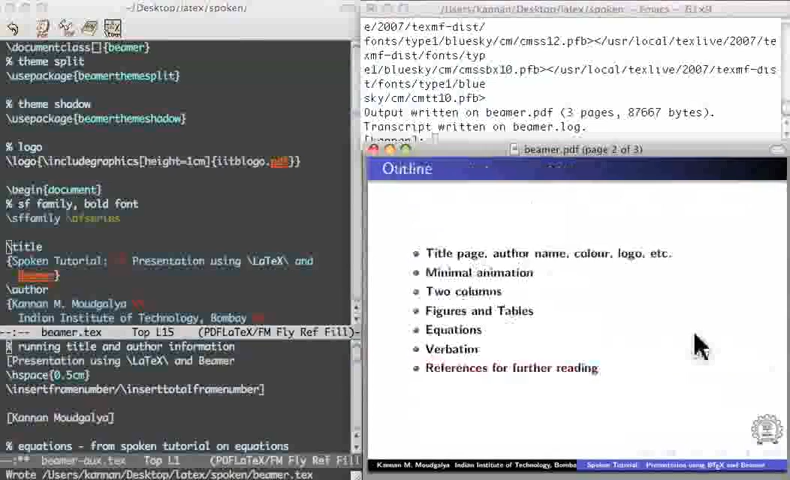 ~/Desktop/latex/spoken/
\documentclass[]{beamer}
% theme split
\usepackage{beamerthemesplit}
% theme shadow
\usepackage{beamerthemeshadow}
% logo
\logo{\includegraphics[height=1cm]{iitblogo.pdf}}
\begin{document}
% sf family, bold font
\sffamily \bfseries
\title
{Spoken Tutorial: \\ Presentation using \LaTeX\ and
Beamer}
\author
{Kannan M. Moudgalya \\
Indian Institute of Technology, Bombay
--:-- beamer.tex Top L15 (PDFLaTeX/FM Fly Ref Fill)--
% running title and author information
[Presentation using \LaTeX\ and Beamer
\hspace{0.5cm}
\insertframenumber/\inserttotalframenumber]
[Kannan Moudgalya]
% equations - from spoken tutorial on equations
--:** beamer-aux.tex Top L1 (PDFLaTeX/FM Fly Ref Fill
Wrote /Users/kannan/Desktop/latex/spoken/beamer.tex
/Users/kannan/Desktop/latex/spoken
e/2007/texmf-dist/
fonts/type1/bluesky/cm/cmss12.pfb></usr/local/texlive/2007/te
xmf-dist/fonts/typ
e1/bluesky/cm/cmssbx10.pfb></usr/local/texlive/2007/texmf-dis
t/fonts/type1/blue
sky/cm/cmtt10.pfb>
Output written on beamer.pdf (3 pages, 87667 bytes).
Transcript written on beamer.log.
[kannan]:
beamer.pdf (page 2 of 3)
Outline
Title page, author name, colour, logo, etc.
Minimal animation
Two columns
Figures and Tables
Equations
Verbatim
References for further reading
Kannan M. Moudgalya Indian Institute of Technology, Bomba
Spoken Tutorial: Presentation using LaTeX and Beamer